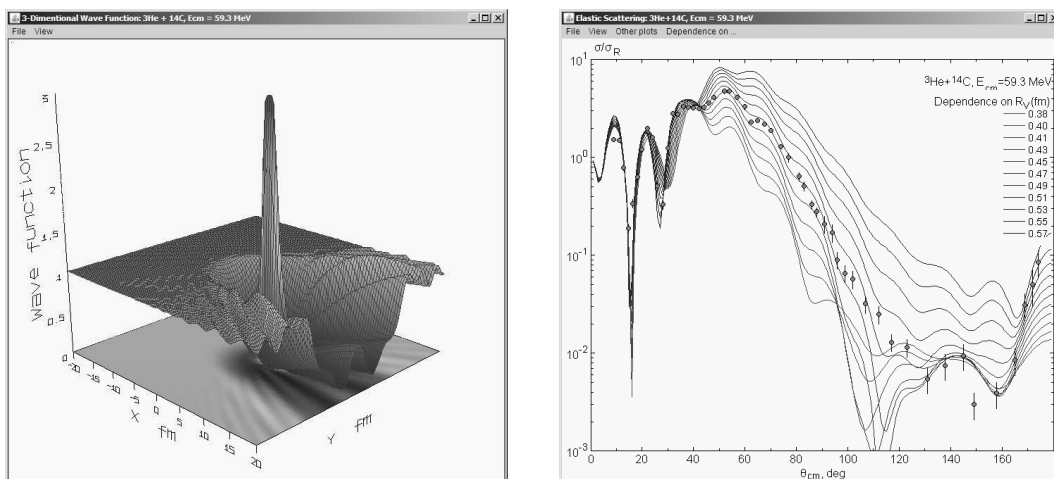 3-Dimentional Wave Function: 3He + 14C, Ecm = 59.3 MeV
File View
wave function
3
2,5
2
1,5
1
0,5
0
-20
-15
-10
-5
0
5
10
15
20
X fm
Y fm
Elastic Scattering: 3He+14C, Ecm = 59.3 MeV
File View Other plots Dependence on ...
σ/σR
10^1
10^0
10^-1
10^-2
10^-3
3He+14C, Ecm=59.3 MeV
Dependence on RV(fm)
0.38
0.40
0.41
0.43
0.45
0.47
0.49
0.51
0.53
0.55
0.57
0 20 40 60 80 100 120 140 160
θcm, deg